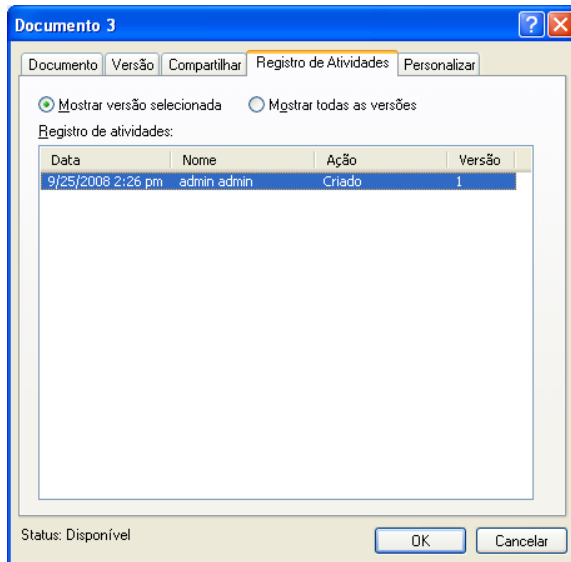 Documento 3
Documento Versão Compartilhar Registro de Atividades Personalizar
Mostrar versão selecionada Mostrar todas as versões
Registro de atividades:
Data Nome Ação Versão
9/25/2008 2:26 pm admin admin Criado 1
Status: Disponível OK Cancelar